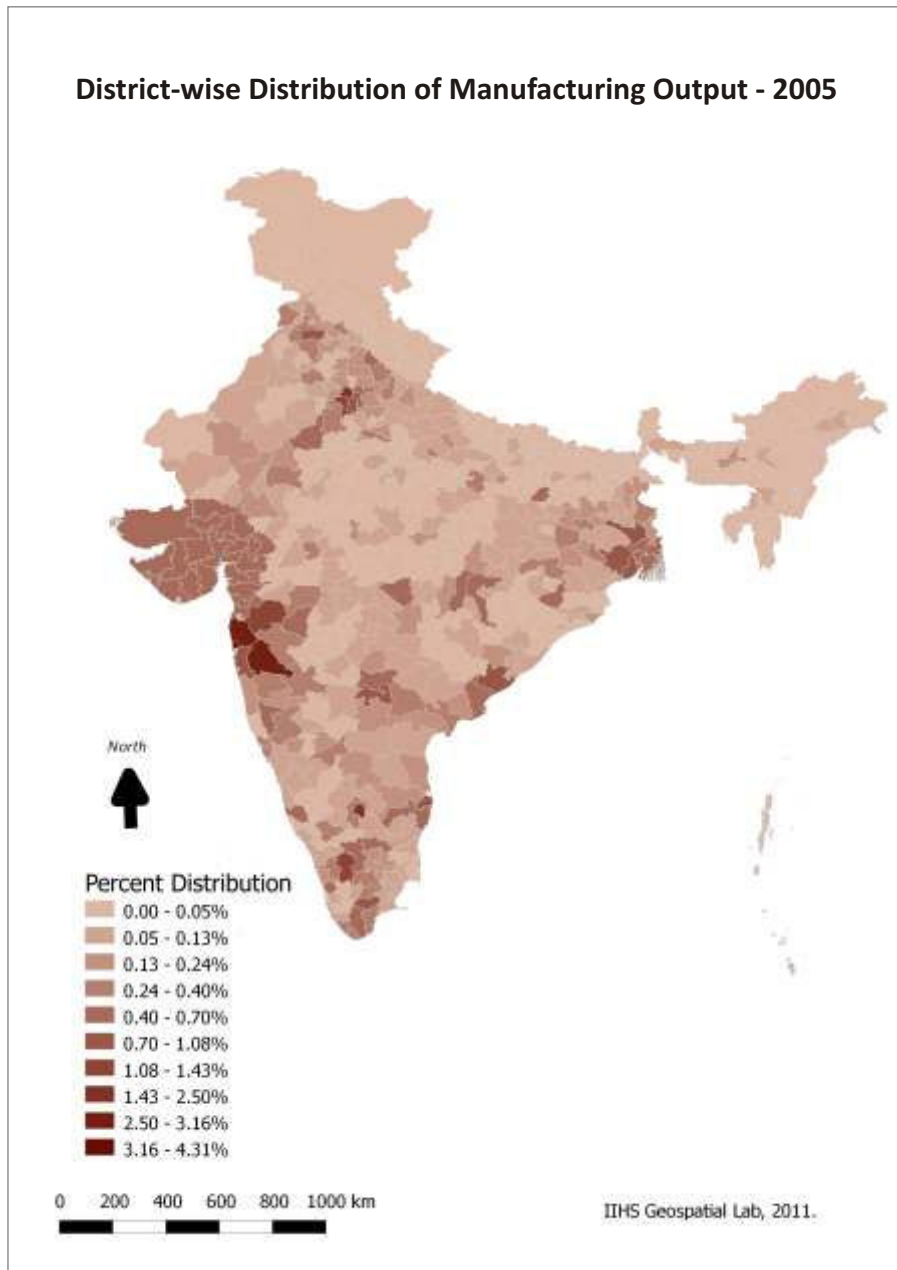 District-wise Distribution of Manufacturing Output - 2005
North
Percent Distribution
0.00 - 0.05%
0.05 - 0.13%
0.13 - 0.24%
0.24 - 0.40%
0.40 - 0.70%
0.70 - 1.08%
1.08 - 1.43%
1.43 - 2.50%
2.50 - 3.16%
3.16 - 4.31%
0 200 400 600 800 1000 km
IIHS Geospatial Lab, 2011.